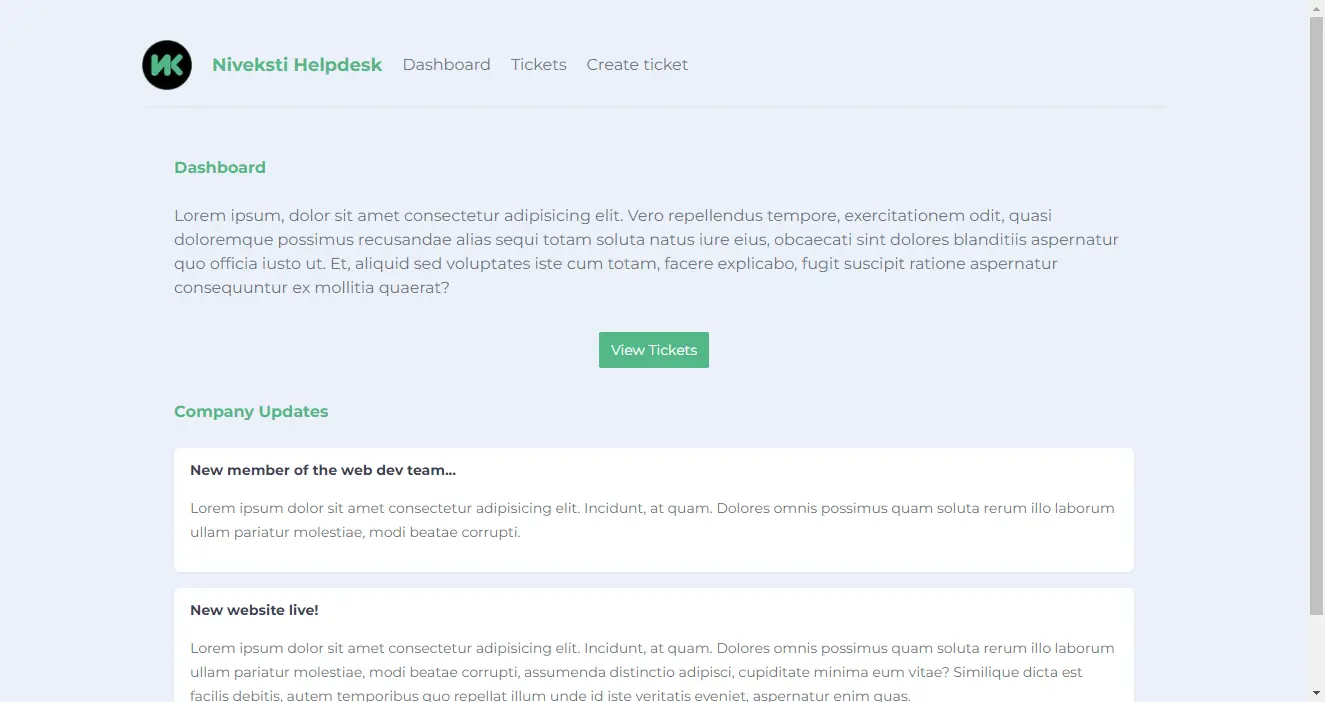 NK
Niveksti Helpdesk Dashboard Tickets Create ticket
Dashboard
Lorem ipsum, dolor sit amet consectetur adipisicing elit. Vero repellendus tempore, exercitationem odit, quasi
doloremque possimus recusandae alias sequi totam soluta natus iure eius, obcaecati sint dolores blanditiis aspernatur
quo officia iusto ut. Et, aliquid sed voluptates iste cum totam, facere explicabo, fugit suscipit ratione aspernatur
consequuntur ex mollitia quaerat?
View Tickets
Company Updates
New member of the web dev team...
Lorem ipsum dolor sit amet consectetur adipisicing elit. Incidunt, at quam. Dolores omnis possimus quam soluta rerum illo laborum
ullam pariatur molestiae, modi beatae corrupti.
New website live!
Lorem ipsum dolor sit amet consectetur adipisicing elit. Incidunt, at quam. Dolores omnis possimus quam soluta rerum illo laborum
ullam pariatur molestiae, modi beatae corrupti, assumenda distinctio adipisci, cupiditate minima eum vitae? Similique dicta est
facilis debitis, autem temporibus quo repellat illum unde id iste veritatis eveniet, aspernatur enim quas.